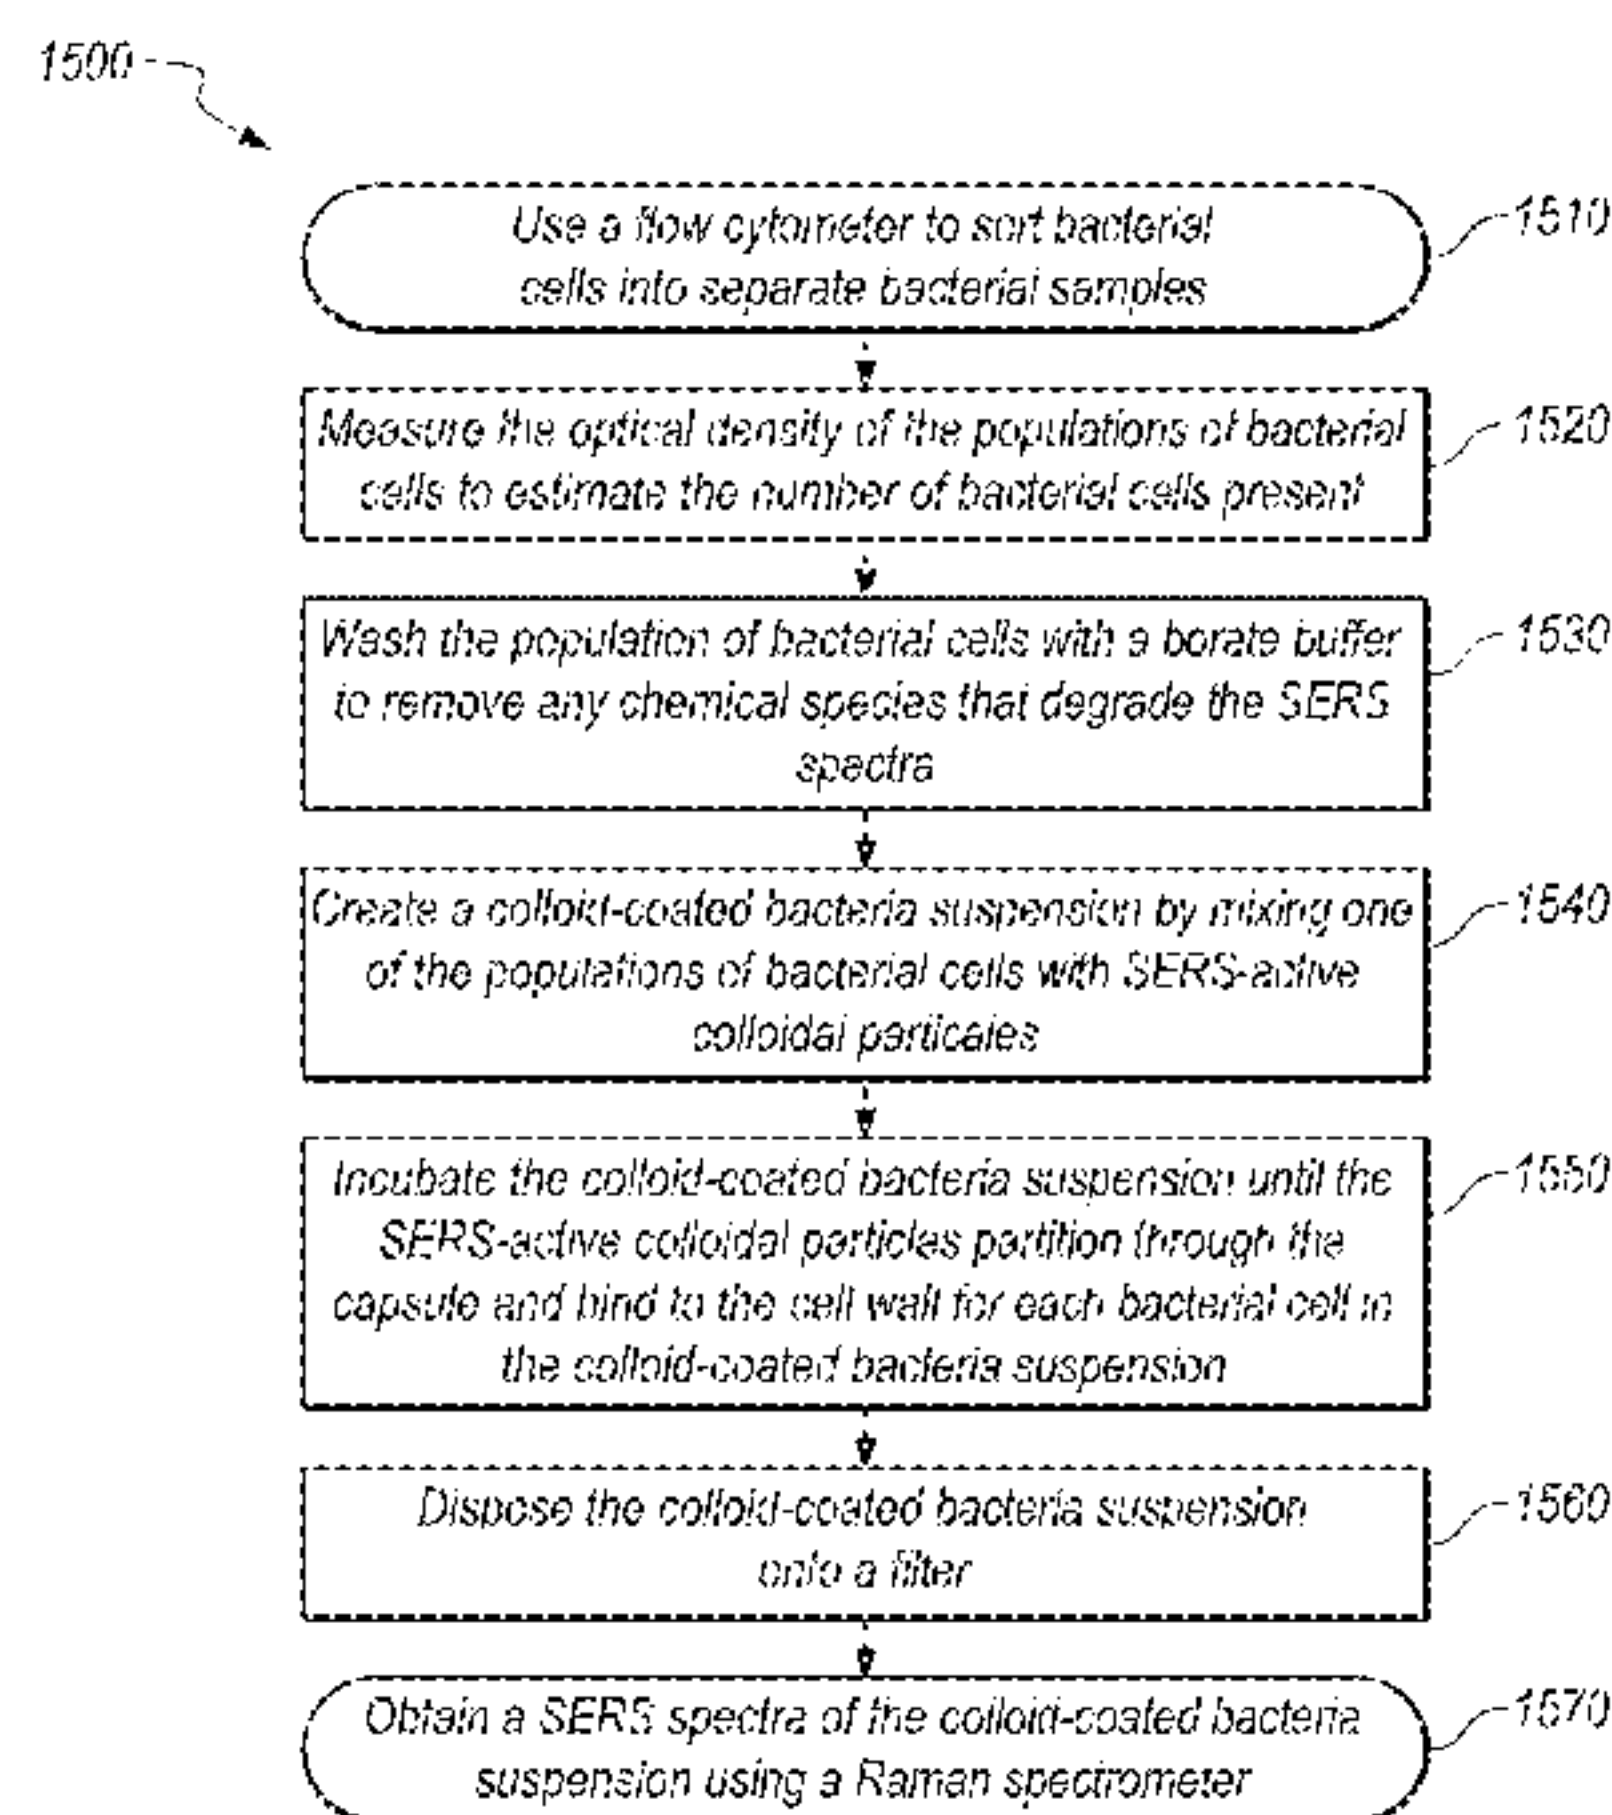 1500
Use a flow cytometer to sort bacterial
cells into separate bacterial samples
1510
Measure the optical density of the populations of bacterial
cells to estimate the number of bacterial cells present
1520
Wash the population of bacterial cells with a borate buffer
to remove any chemical species that degrade the SERS
spectra
1530
Create a colloid-coated bacteria suspension by mixing one
of the populations of bacterial cells with SERS-active
colloidal particales
1540
Incubate the colloid-coated bacteria suspension until the
SERS-active colloidal particles partition through the
capsule and bind to the cell wall for each bacterial cell in
the colloid-coated bacteria suspension
1550
Dispose the colloid-coated bacteria suspension
onto a filter
1560
Obtain a SERS spectra of the colloid-coated bacteria
suspension using a Raman spectrometer
1570